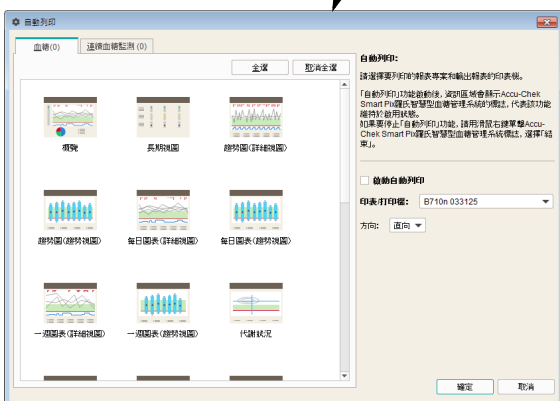 自動列印
血糖(0)
連續血糖監測 (0)
全選
取消全選
概覽
長期視圖
趨勢圖(詳細視圖)
趨勢圖(趨勢視圖)
每日圖表(詳細視圖)
每日圖表(趨勢視圖)
一週圖表(詳細視圖)
一週圖表(趨勢視圖)
代謝狀況
自動列印:
請選擇要列印的報表專案和輸出報表的印表機。
「自動列印」功能啟動後, 資訊區域會顯示Accu-Chek
Smart Pix羅氏智慧型血糖管理系統的標誌, 代表該功能
維持於啟用狀態。
如果要停止「自動列印」功能, 請用滑鼠右鍵單擊Accu-
Chek Smart Pix羅氏智慧型血糖管理系統標誌, 選擇「結
束」。
啟動自動列印
印表/打印檔:
B710n 033125
方向:
直向
確定
取消